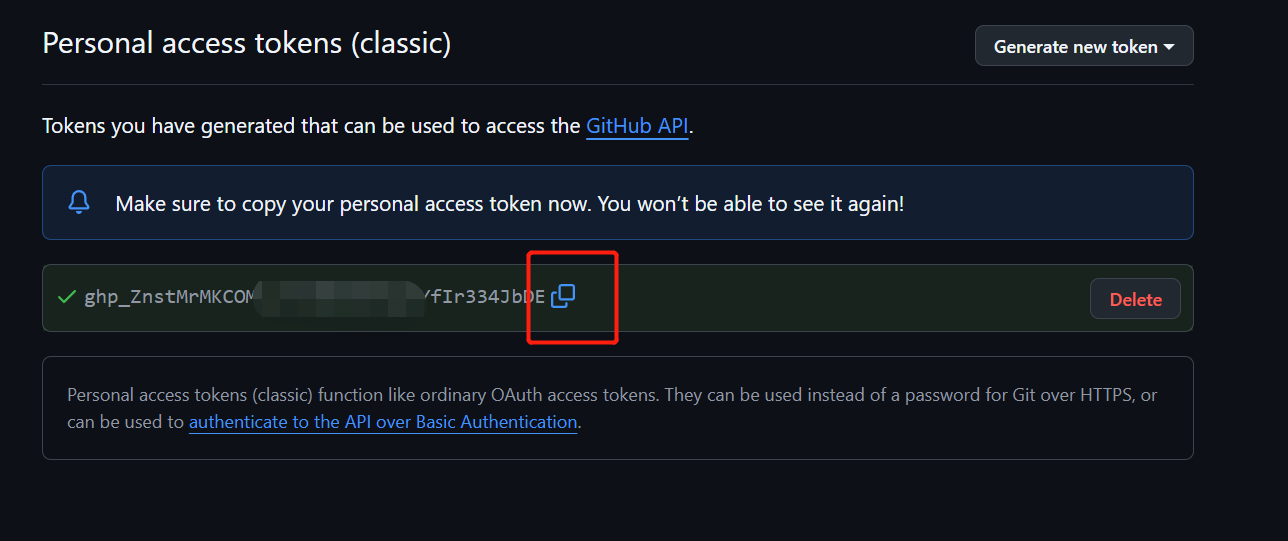 Personal access tokens (classic)
Generate new token
Tokens you have generated that can be used to access the GitHub API.
Make sure to copy your personal access token now. You won’t be able to see it again!
Delete
Personal access tokens (classic) function like ordinary OAuth access tokens. They can be used instead of a password for Git over HTTPS, or
can be used to authenticate to the API over Basic Authentication.